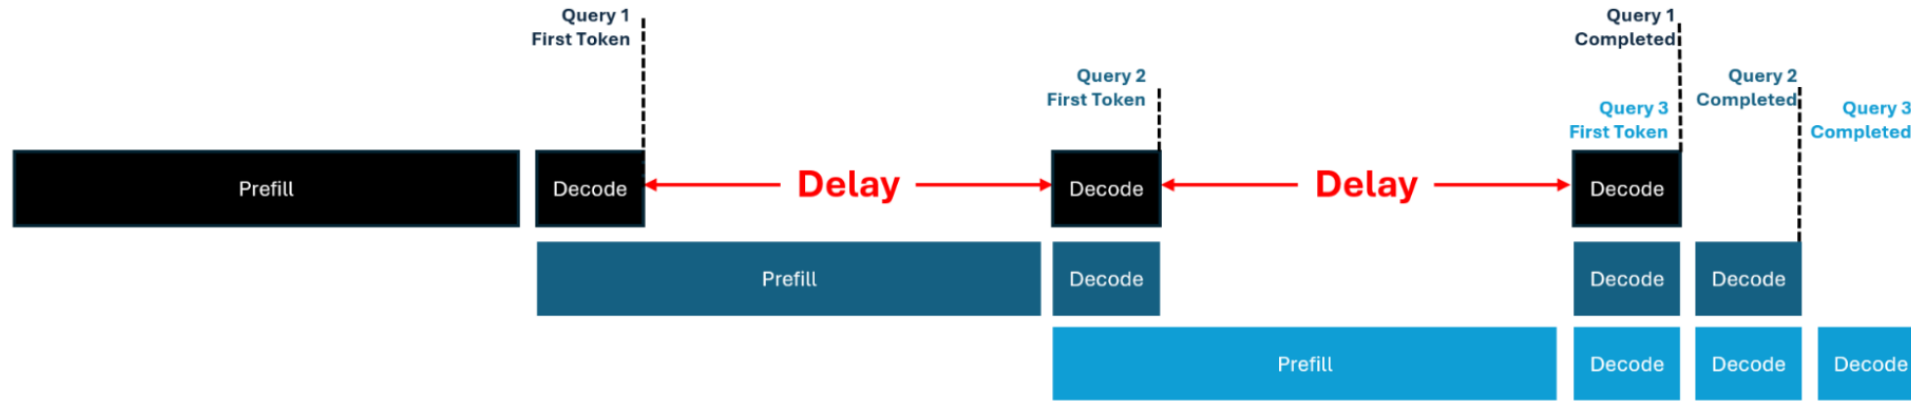 Query 1
First Token
Query 2
First Token
Query 1
Completed
Query 3
First Token
Query 2
Completed
Query 3
Completed
Prefill
Decode
Delay
Decode
Delay
Decode
Prefill
Decode
Decode
Decode
Prefill
Decode
Decode
Decode